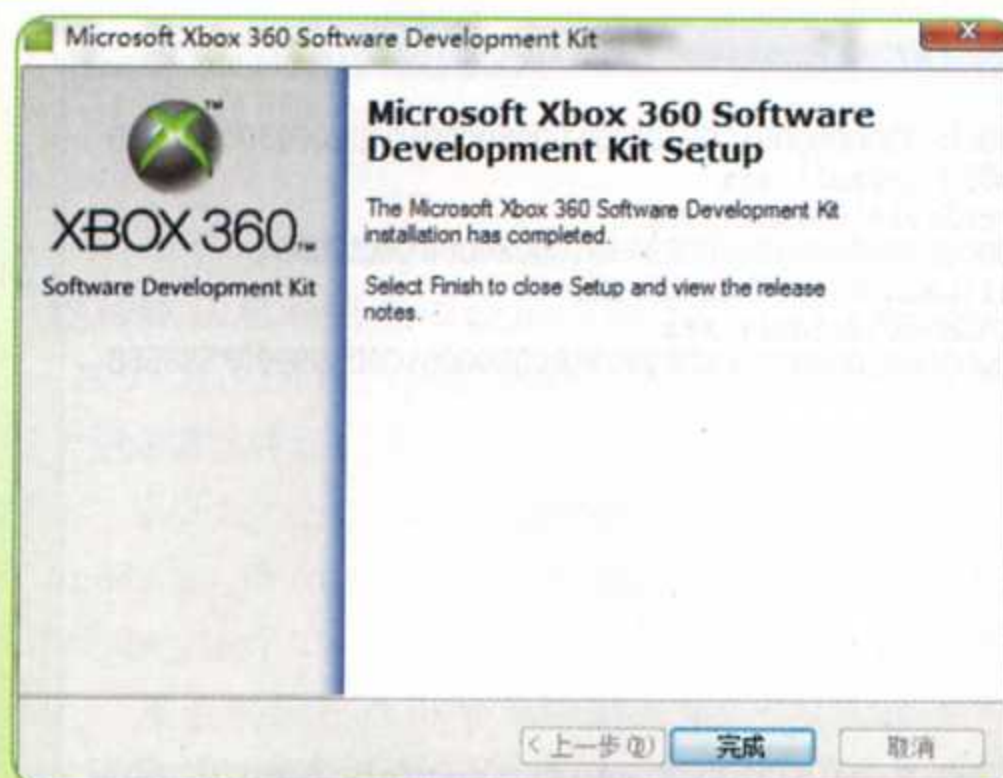 Microsoft Xbox 360 Software Development Kit
XBOX 360™
Software Development Kit
Microsoft Xbox 360 Software
Development Kit Setup
The Microsoft Xbox 360 Software Development Kit
installation has completed.
Select Finish to close Setup and view the release
notes.
< 上一步(B)
完成
取消